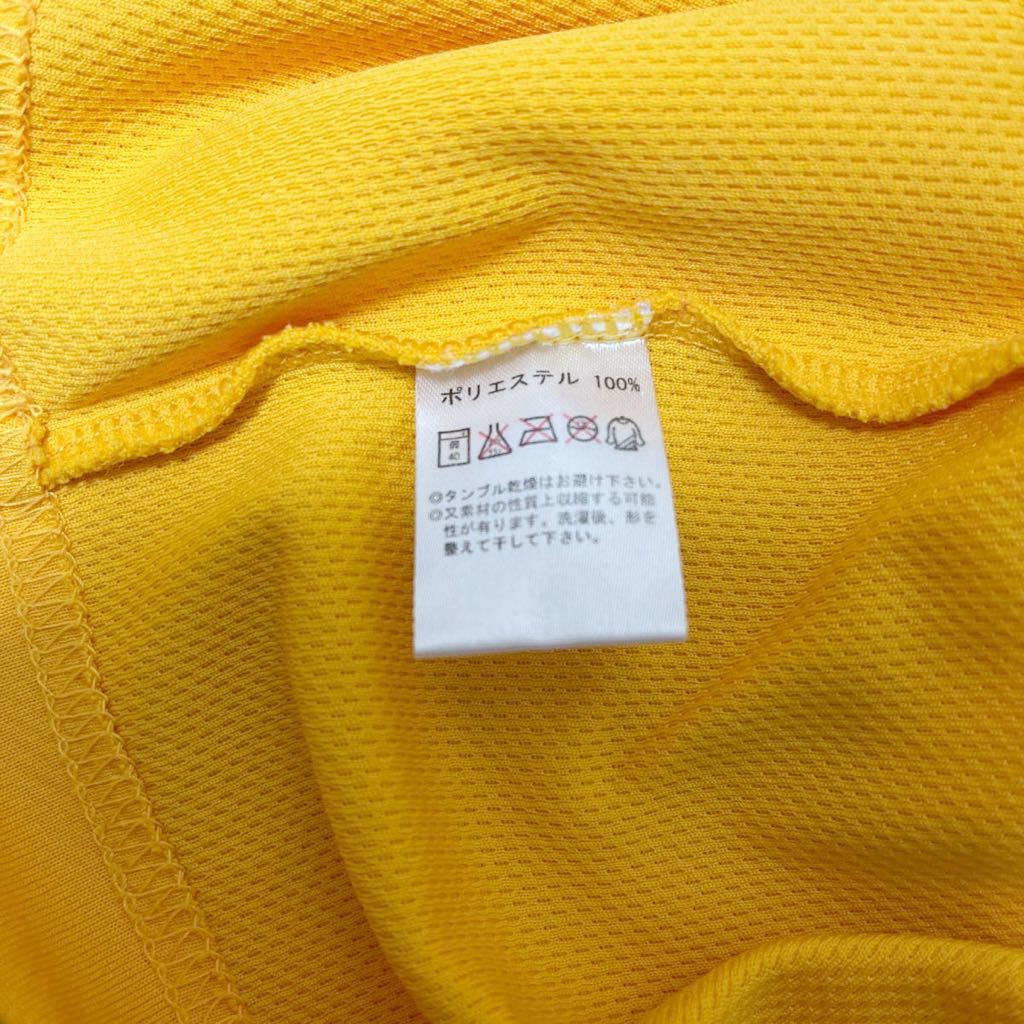 ポリエステル 100%
弱
40
◎タンブル乾燥はお避け下さい。
◎又素材の性質上収縮する可能
性が有ります。洗濯後、形を
整えて干して下さい。